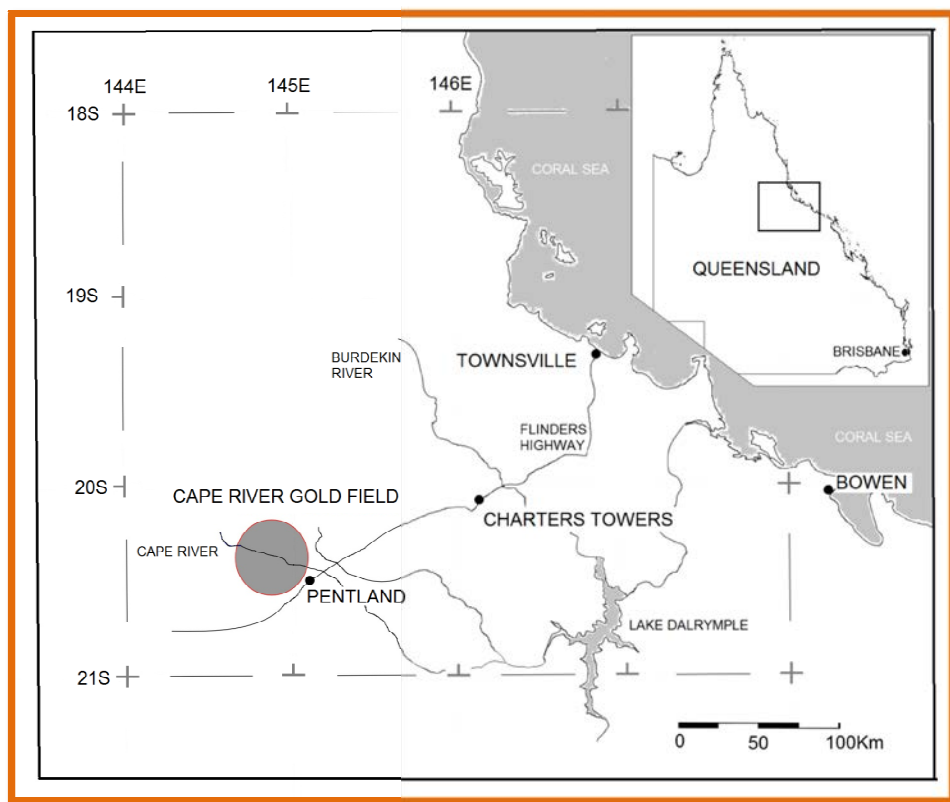 144E
145E
146E
18S
CORAL SEA
QUEENSLAND
19S
BRISBANE
BURDEKIN
RIVER
TOWNSVILLE
FLINDERS
HIGHWAY
CORAL SEA
20S
BOWEN
CAPE RIVER GOLD FIELD
CHARTERS TOWERS
CAPE RIVER
PENTLAND
LAKE DALRYMPLE
21S
0 50 100Km